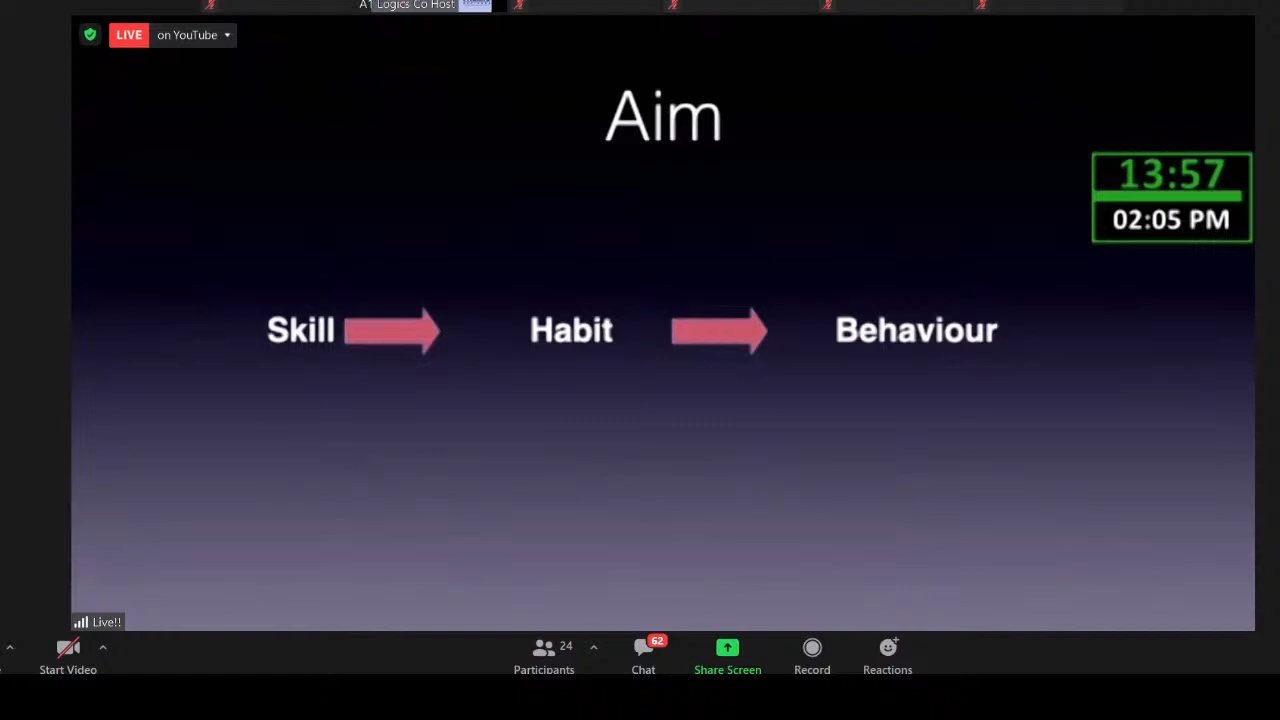 Logics Co Host
LIVE on YouTube
Aim
13:57
02:05 PM
Skill Habit Behaviour
Live!!
24 62
Start Video Participants Chat Share Screen Record Reactions